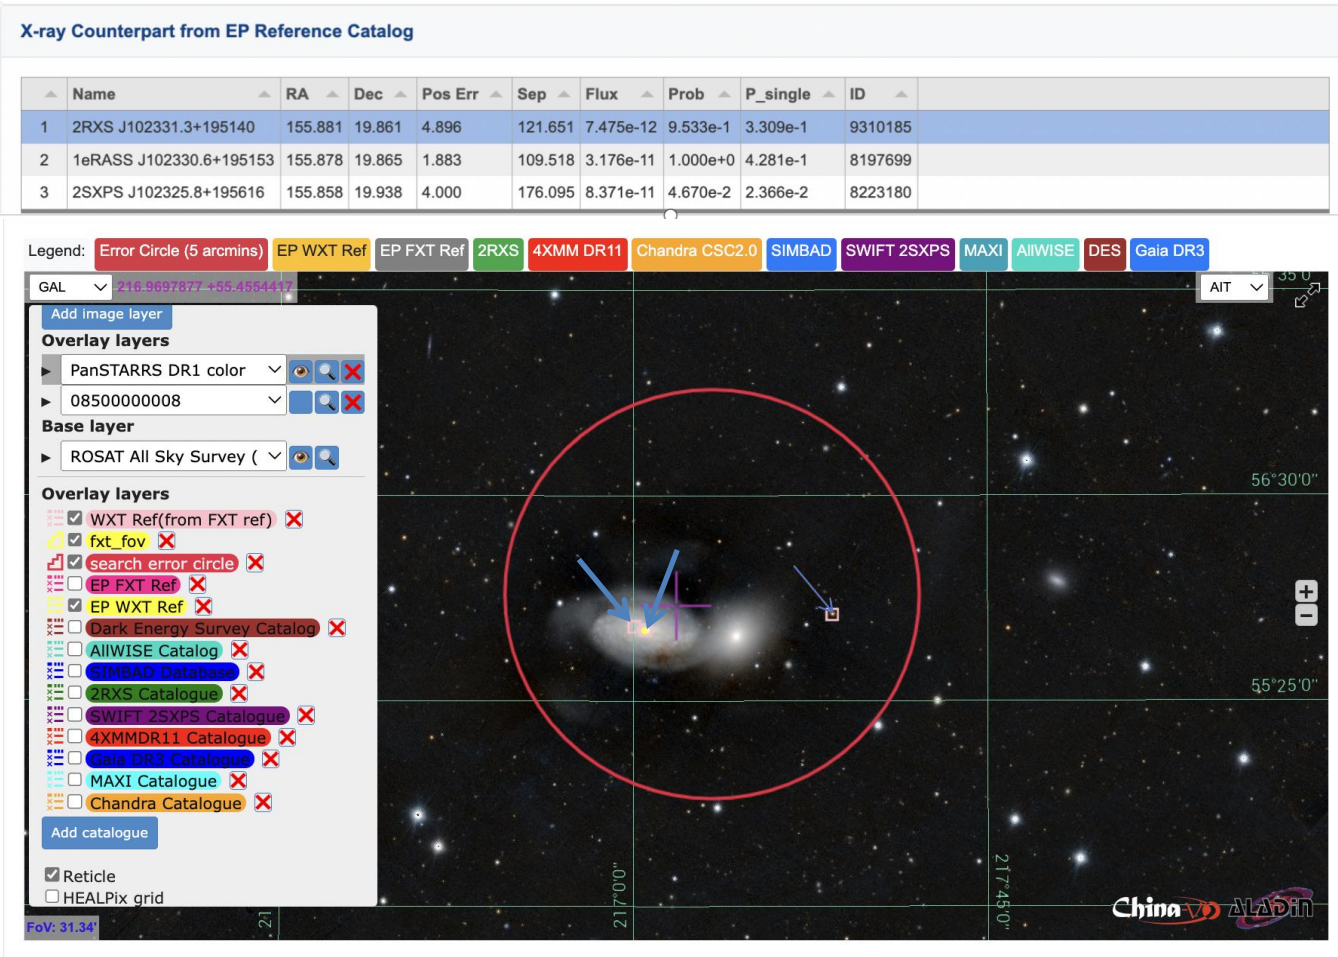 X-ray Counterpart from EP Reference Catalog
Name RA Dec Pos Err Sep Flux Prob P_single ID
1 2RXS J102331.3+195140 155.881 19.861 4.896 121.651 7.475e-12 9.533e-1 3.309e-1 9310185
2 1eRASS J102330.6+195153 155.878 19.865 1.883 109.518 3.176e-11 1.000e+0 4.281e-1 8197699
3 2SXPS J102325.8+195616 155.858 19.938 4.000 176.095 8.371e-11 4.670e-2 2.366e-2 8223180
Legend: Error Circle (5 arcmins) EP WXT Ref EP FXT Ref 2RXS 4XMM DR11 Chandra CSC2.0 SIMBAD SWIFT 2SXPS MAXI AllWISE DES Gaia DR3
GAL 216.9697877 +55.4554417 AIT
35'0"
Add image layer
Overlay layers
PanSTARRS DR1 color
08500000008
Base layer
ROSAT All Sky Survey (
56°30'0"
Overlay layers
WXT Ref(from FXT ref)
fxt_fov
search error circle
EP FXT Ref
EP WXT Ref
Dark Energy Survey Catalog
AllWISE Catalog
SIMBAD Database
55°25'0"
2RXS Catalogue
SWIFT 2SXPS Catalogue
4XMMDR11 Catalogue
Gaia DR3 Catalogue
MAXI Catalogue
Chandra Catalogue
Add catalogue
Reticle
HEALPix grid
21
217°0'0"
217°45'0"
China-VO ALADiN
FoV: 31.34'